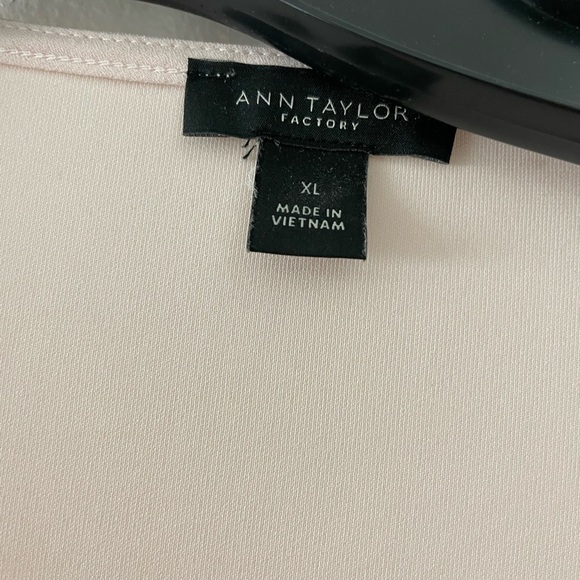 ANN TAYLOR
FACTORY
XL
MADE IN
VIETNAM